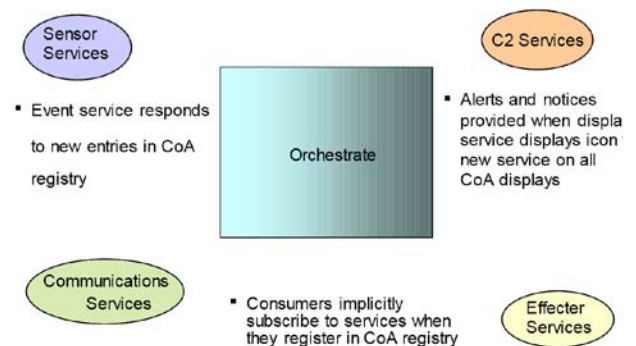 Sensor
Services
C2 Services
▪ Event service responds
to new entries in CoA
registry
Orchestrate
▪ Alerts and notices
provided when displa
service displays icon
new service on all
CoA displays
Communications
Services
▪ Consumers implicitly
subscribe to services when
they register in CoA registry
Effecter
Services